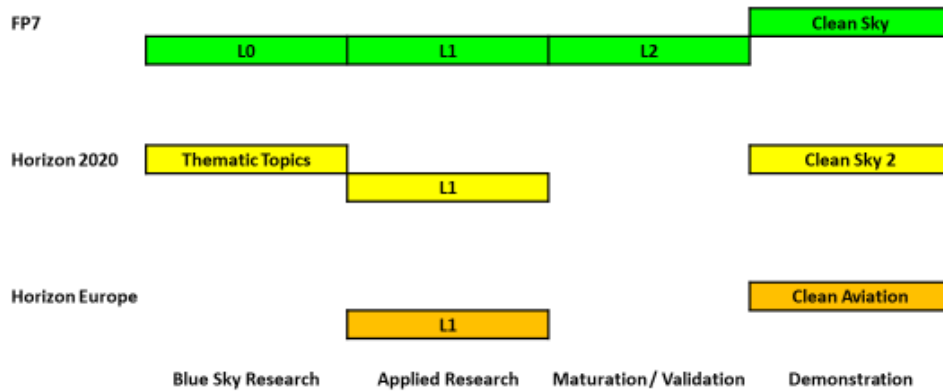 FP7
Clean Sky
L0 L1 L2
Horizon 2020
Thematic Topics
Clean Sky 2
L1
Horizon Europe
Clean Aviation
L1
Blue Sky Research Applied Research Maturation/ Validation Demonstration